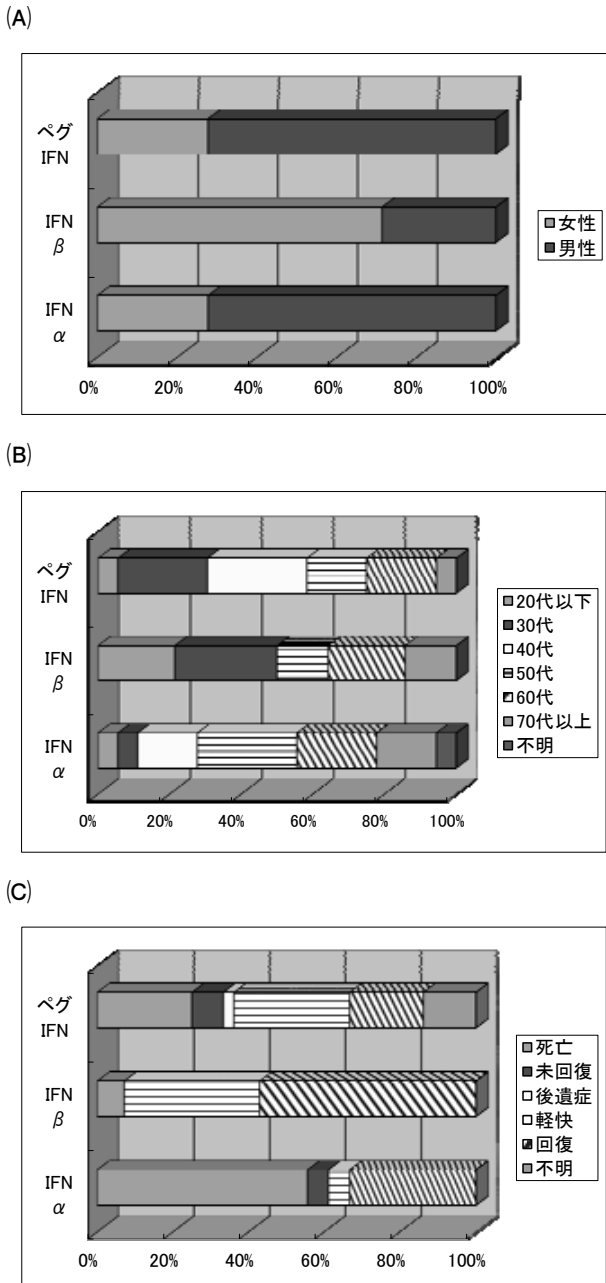 (A)
ペグ
IFN
IFN
β
IFN
α
0% 20% 40% 60% 80% 100%
女性
男性
(B)
ペグ
IFN
IFN
β
IFN
α
0% 20% 40% 60% 80% 100%
20代以下
30代
40代
50代
60代
70代以上
不明
(C)
ペグ
IFN
IFN
β
IFN
α
0% 20% 40% 60% 80% 100%
死亡
未回復
後遺症
軽快
回復
不明